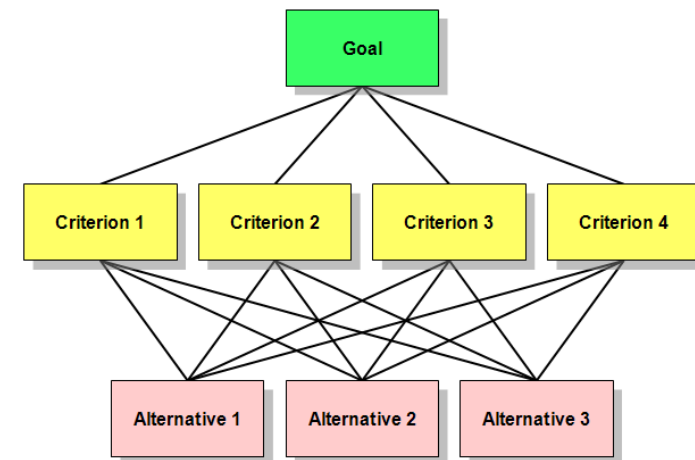 Goal
Criterion 1
Criterion 2
Criterion 3
Criterion 4
Alternative 1
Alternative 2
Alternative 3